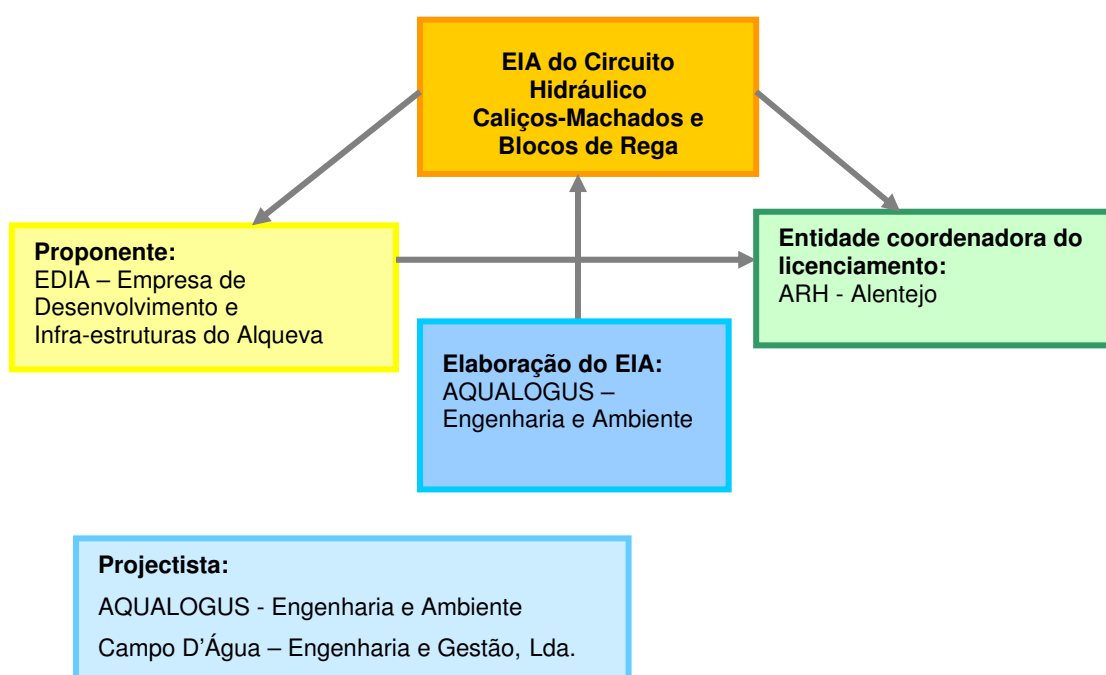 EIA do Circuito
Hidráulico
Caliços-Machados e
Blocos de Rega
Proponente:
EDIA – Empresa de
Desenvolvimento e
Infra-estruturas do Alqueva
Entidade coordenadora do
licenciamento:
ARH - Alentejo
Elaboração do EIA:
AQUALOGUS –
Engenharia e Ambiente
Projectista:
AQUALOGUS - Engenharia e Ambiente
Campo D’Água – Engenharia e Gestão, Lda.